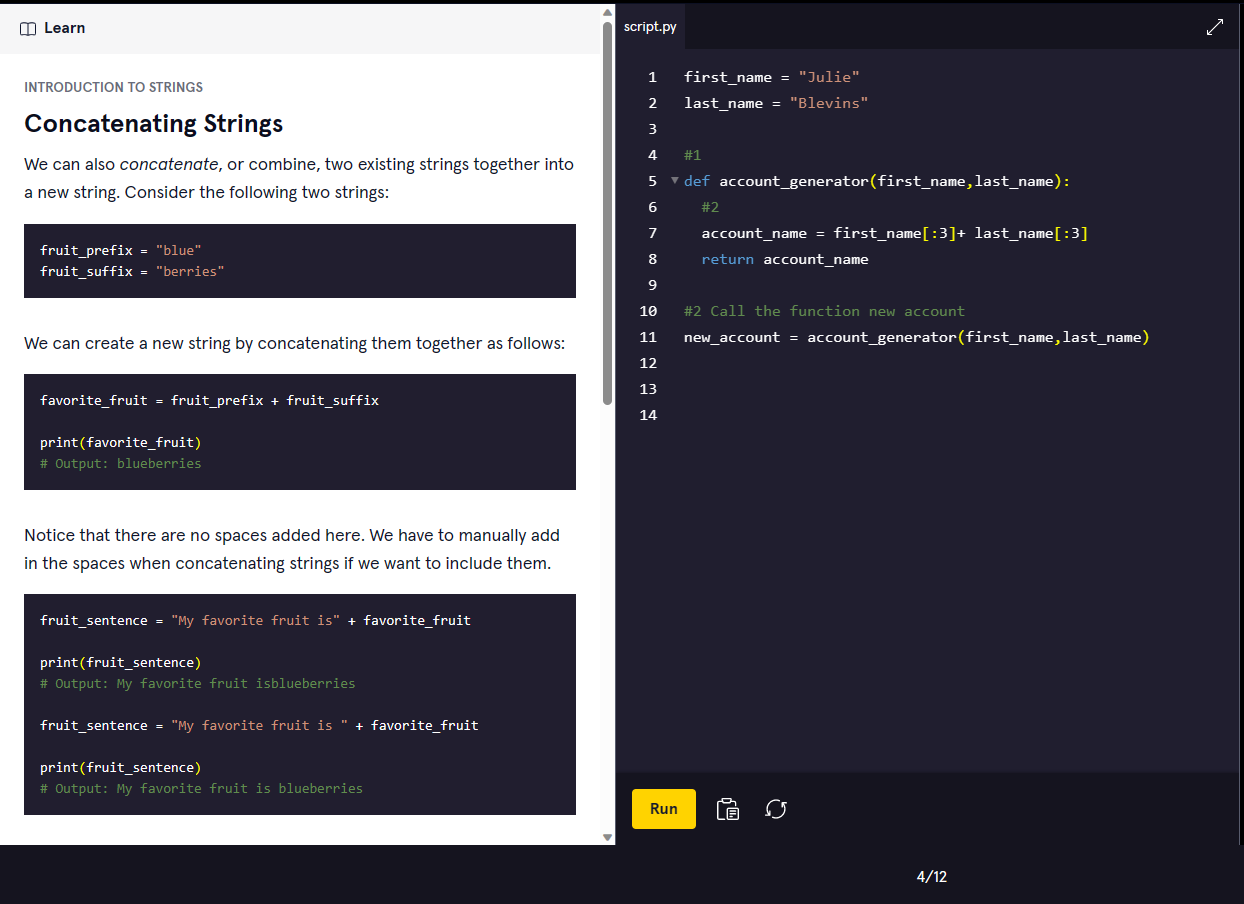 Learn
INTRODUCTION TO STRINGS
Concatenating Strings
We can also concatenate, or combine, two existing strings together into
a new string. Consider the following two strings:
fruit_prefix = "blue"
fruit_suffix = "berries"
We can create a new string by concatenating them together as follows:
favorite_fruit = fruit_prefix + fruit_suffix
print(favorite_fruit)
# Output: blueberries
Notice that there are no spaces added here. We have to manually add
in the spaces when concatenating strings if we want to include them.
fruit_sentence = "My favorite fruit is" + favorite_fruit
print(fruit_sentence)
# Output: My favorite fruit isblueberries
fruit_sentence = "My favorite fruit is " + favorite_fruit
print(fruit_sentence)
# Output: My favorite fruit is blueberries
script.py
1 first_name = "Julie"
2 last_name = "Blevins"
3
4 #1
5 def account_generator(first_name,last_name):
6   #2
7   account_name = first_name[:3]+ last_name[:3]
8   return account_name
9
10 #2 Call the function new account
11 new_account = account_generator(first_name,last_name)
12
13
14
Run
4/12